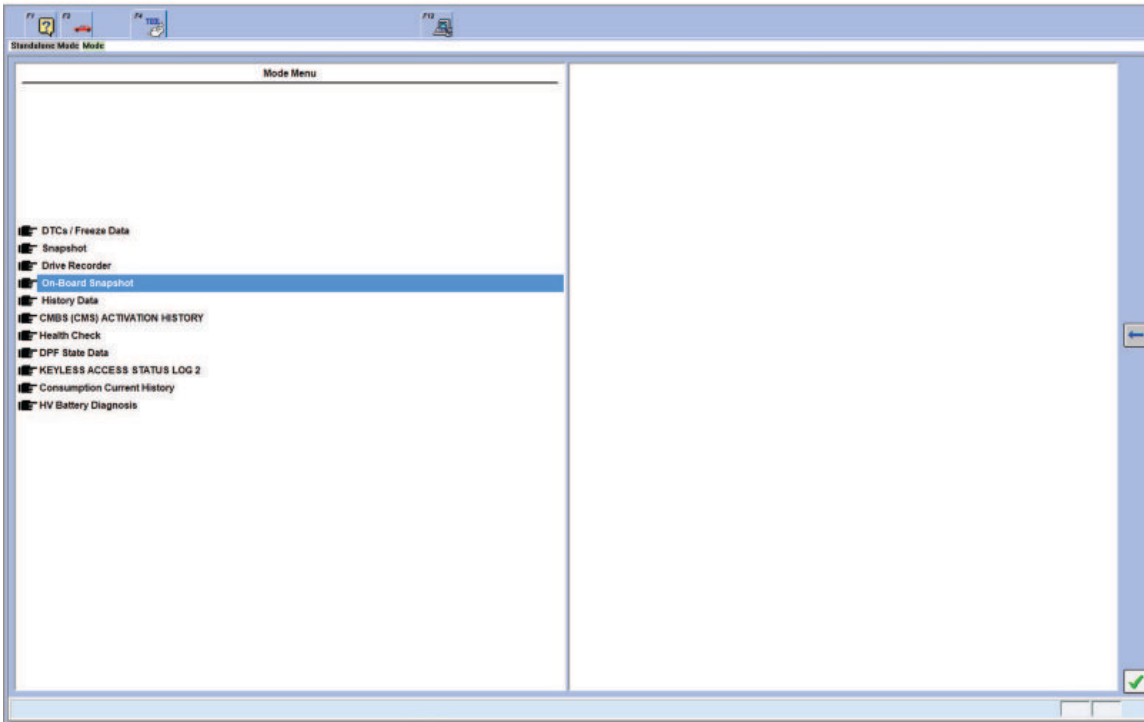 F1 F3 F4 F12
Standalone Mode Mode
Mode Menu
DTCs / Freeze Data
Snapshot
Drive Recorder
On-Board Snapshot
History Data
CMBS (CMS) ACTIVATION HISTORY
Health Check
DPF State Data
KEYLESS ACCESS STATUS LOG 2
Consumption Current History
HV Battery Diagnosis